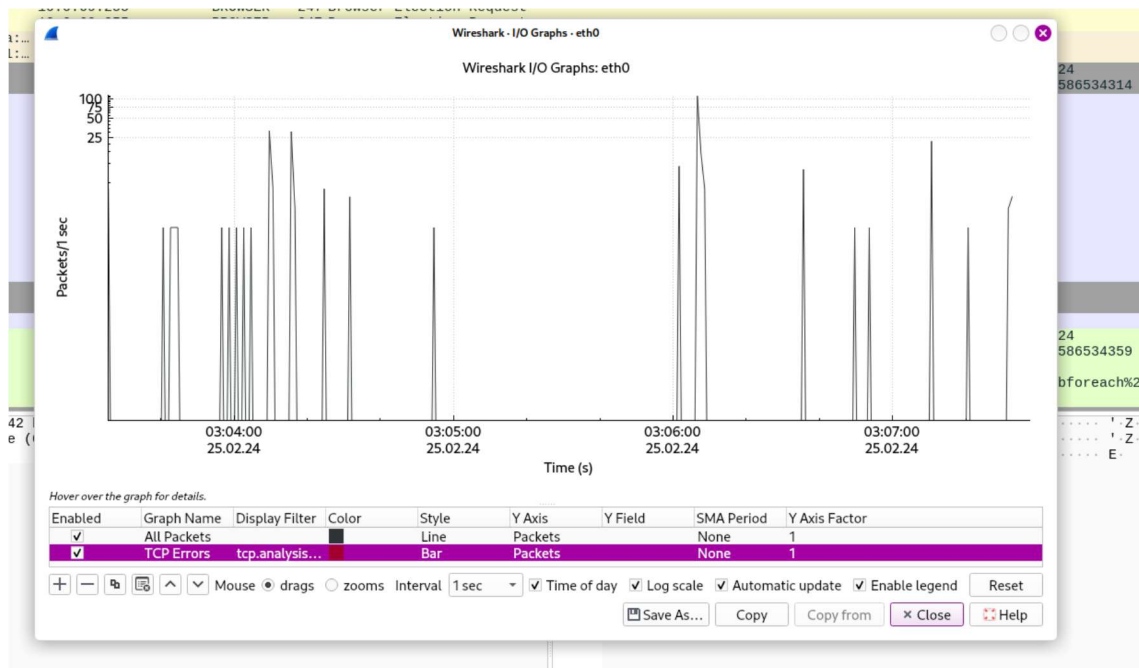 Wireshark · I/O Graphs · eth0
24
586534314
Wireshark I/O Graphs: eth0
100
75
50
25
Packets/1 sec
24
586534359
bforeach%2
03:04:00 03:05:00 03:06:00 03:07:00
25.02.24 25.02.24 25.02.24 25.02.24
Time (s)
42
e (
' Z
' Z
E
Hover over the graph for details.
Enabled Graph Name Display Filter Color Style Y Axis Y Field SMA Period Y Axis Factor
All Packets Line Packets None 1
TCP Errors tcp.analysis... Bar Packets None 1
Mouse drags zooms Interval 1 sec Time of day Log scale Automatic update Enable legend Reset
Save As... Copy Copy from Close Help